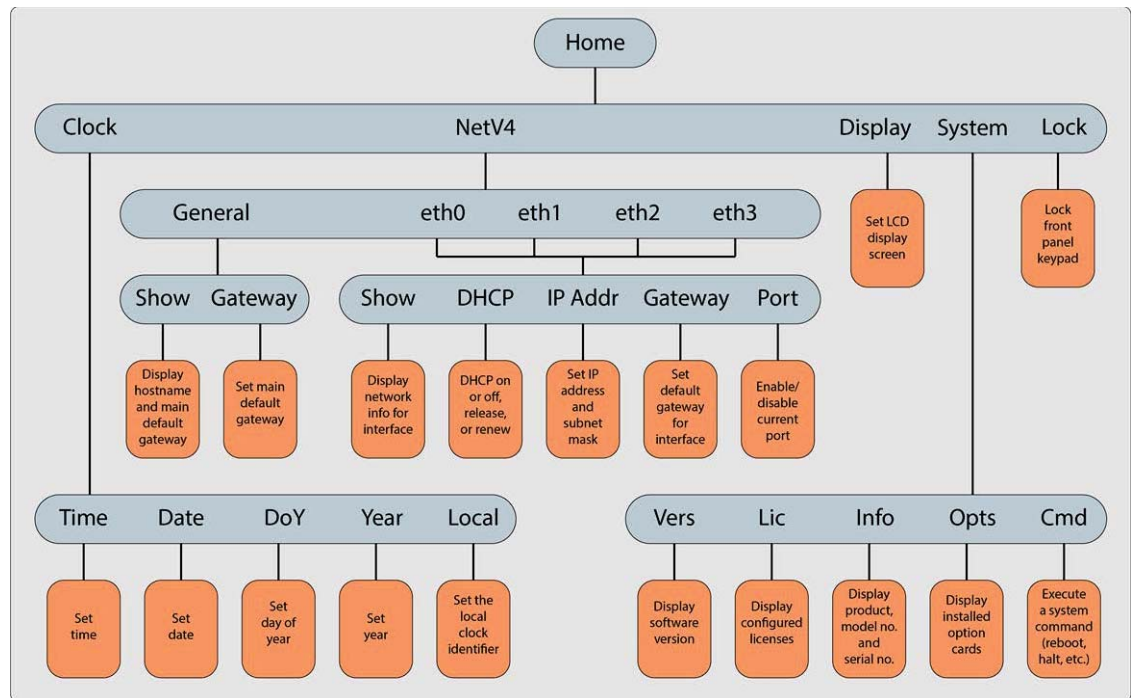 Home
Clock NetV4 Display System Lock
General eth0 eth1 eth2 eth3
Set LCD
display
screen
Lock
front
panel
keypad
Show Gateway
Show DHCP IP Addr Gateway Port
Display
hostname
and main
default
gateway
Set main
default
gateway
Display
network
info for
interface
DHCP on
or off,
release,
or renew
Set IP
address
and
subnet
mask
Set
default
gateway
for
interface
Enable/
disable
current
port
Time Date DoY Year Local
Vers Lic Info Opts Cmd
Set
time
Set
date
Set
day of
year
Set
year
Set the
local
clock
identifier
Display
software
version
Display
configured
licenses
Display
product,
model no.
and
serial no.
Display
installed
option
cards
Execute
a system
command
(reboot,
halt, etc.)